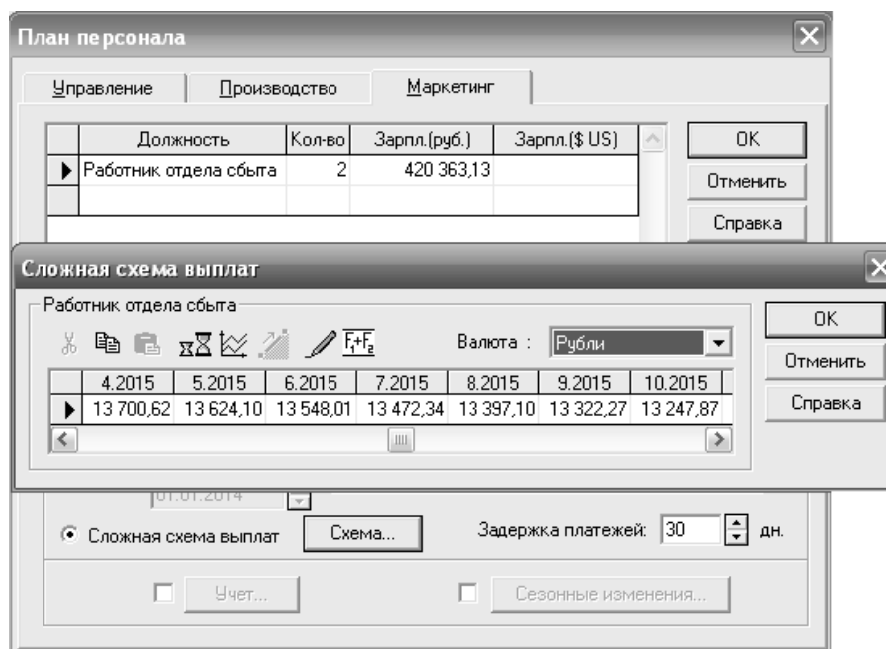 План персонала
Управление Производство Маркетинг
Должность Кол-во Зарпл.(руб.) Зарпл.($ US)
Работник отдела сбыта 2 420 363,13
OK
Отменить
Справка
Сложная схема выплат
Работник отдела сбыта
Валюта : Рубли
4.2015 5.2015 6.2015 7.2015 8.2015 9.2015 10.2015
13 700,62 13 624,10 13 548,01 13 472,34 13 397,10 13 322,27 13 247,87
OK
Отменить
Справка
01.01.2014
Сложная схема выплат Схема... Задержка платежей: 30 дн.
Учет... Сезонные изменения...